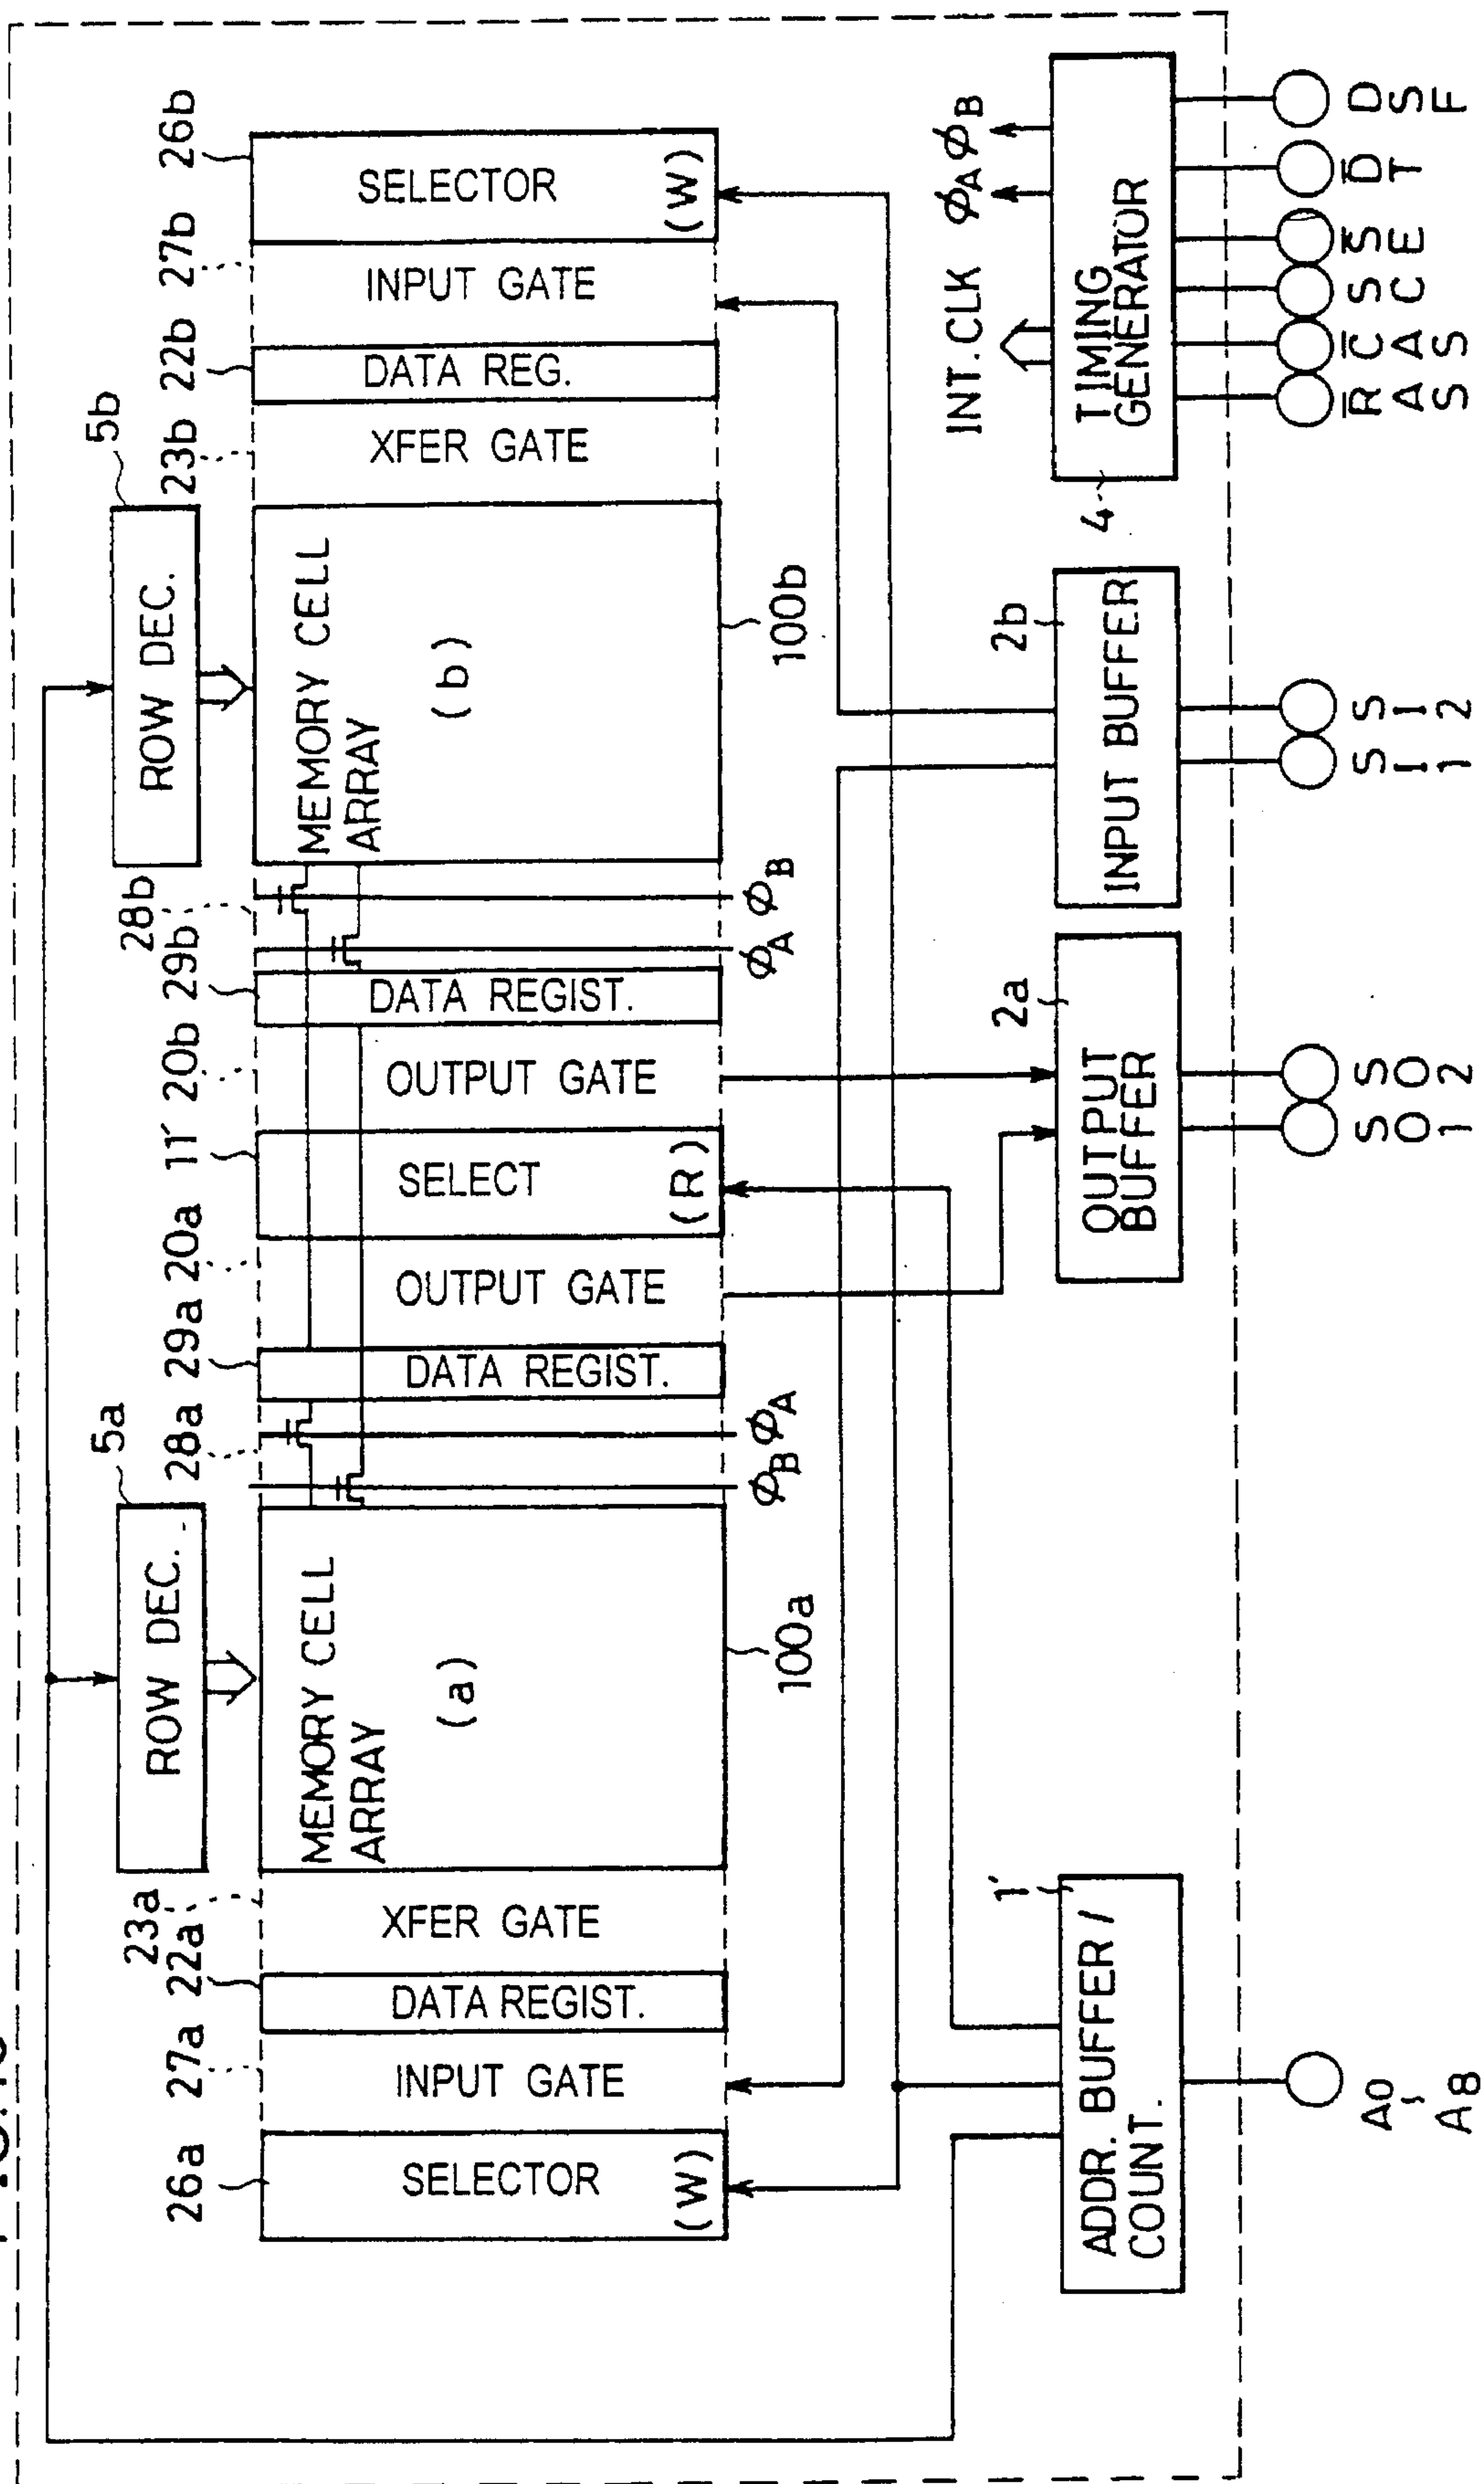 5a
5b
23a
22a
27a
26a
28a
29a
20a
11'
20b
29b
28b
23b
22b
27b
26b
ROW DEC.
ROW DEC.
SELECTOR
(W)
INPUT GATE
DATA REGIST.
XFER GATE
MEMORY CELL
ARRAY
(a)
100a
ΦB
ΦA
DATA REGIST.
OUTPUT GATE
SELECT
(R)
OUTPUT GATE
DATA REGIST.
ΦA
ΦB
MEMORY CELL
ARRAY
(b)
100b
XFER GATE
DATA REG.
INPUT GATE
SELECTOR
(W)
1'
ADDR. BUFFER /
COUNT.
2a
OUTPUT
BUFFER
2b
INPUT BUFFER
INT. CLK
ΦA
ΦB
4
TIMING
GENERATOR
A0
~
A8
SO1
SO2
SI1
SI2
R̅A̅S̅
C̅A̅S̅
SC
S̅E̅
D̅T̅
DSF